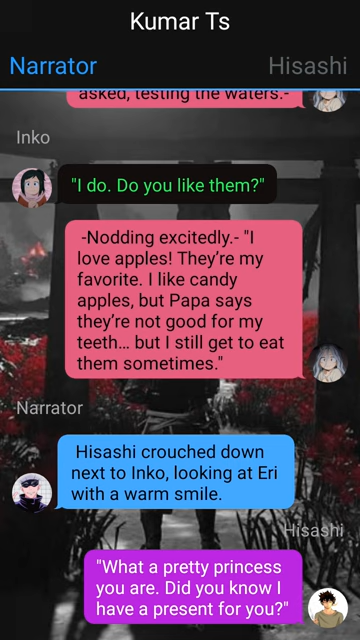 Kumar Ts
Narrator
Hisashi
asked, testing the waters.-
Inko
"I do. Do you like them?"
-Nodding excitedly.- "I
love apples! They’re my
favorite. I like candy
apples, but Papa says
they’re not good for my
teeth… but I still get to eat
them sometimes."
Narrator
Hisashi crouched down
next to Inko, looking at Eri
with a warm smile.
Hisashi
"What a pretty princess
you are. Did you know I
have a present for you?"